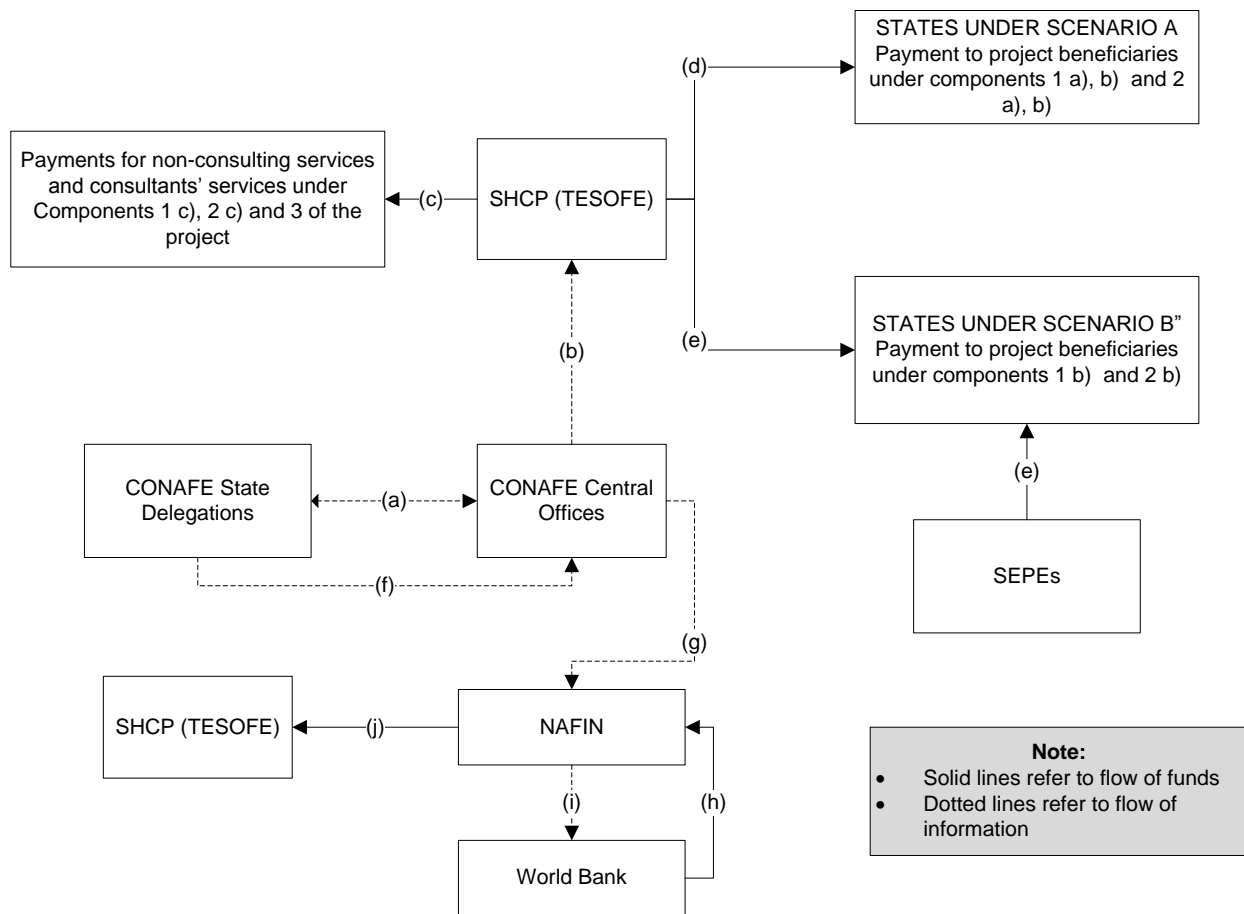 STATES UNDER SCENARIO A
Payment to project beneficiaries
under components 1 a), b)  and 2
a), b)
(d)
Payments for non-consulting services
and consultants’ services under
Components 1 c), 2 c) and 3 of the
project
(c)
SHCP (TESOFE)
(b)
(e)
STATES UNDER SCENARIO B”
Payment to project beneficiaries
under components 1 b)  and 2 b)
(e)
SEPEs
CONAFE State
Delegations
(a)
CONAFE Central
Offices
(f)
(g)
SHCP (TESOFE)
(j)
NAFIN
(i)
(h)
World Bank
Note:
• Solid lines refer to flow of funds
• Dotted lines refer to flow of
information